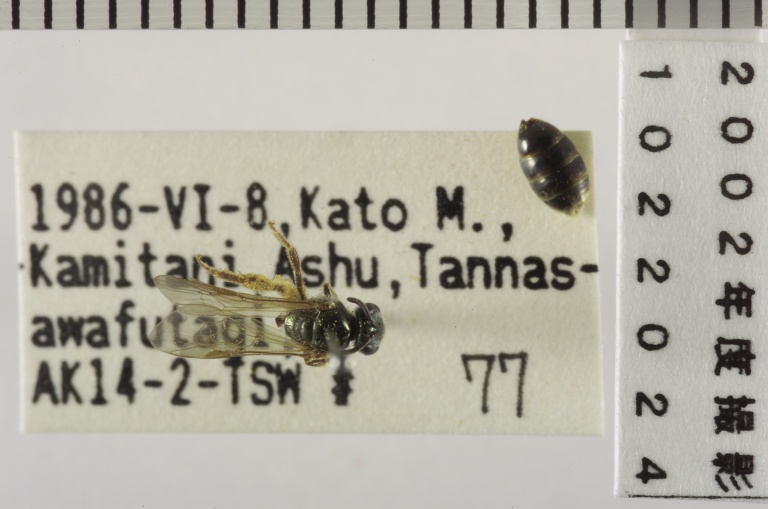 1986-VI-8,Kato M.,
Kamitani Ashu,Tannas-
awafutagi
AK14-2-TSW # 77
2002年度撮影
1022024